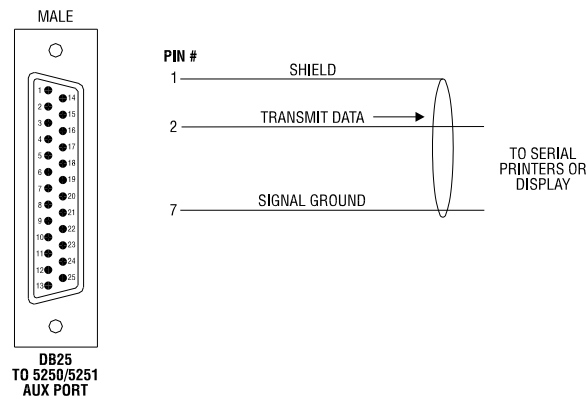 MALE
1
2
3
4
5
6
7
8
9
10
11
12
13
14
15
16
17
18
19
20
21
22
23
24
25
DB25
TO 5250/5251
AUX PORT
PIN #
1
SHIELD
2
TRANSMIT DATA
7
SIGNAL GROUND
TO SERIAL
PRINTERS OR
DISPLAY